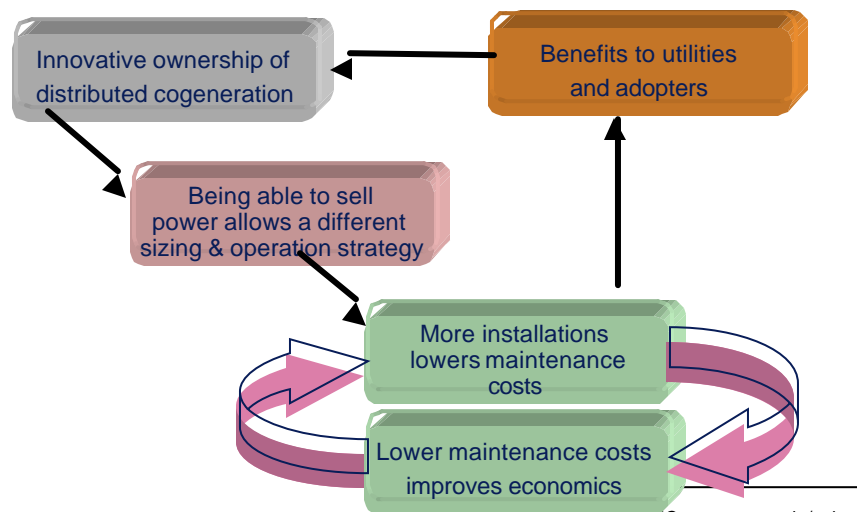 Innovative ownership of
distributed cogeneration
Benefits to utilities
and adopters
Being able to sell
power allows a different
sizing & operation strategy
More installations
lowers maintenance
costs
Lower maintenance costs
improves economics